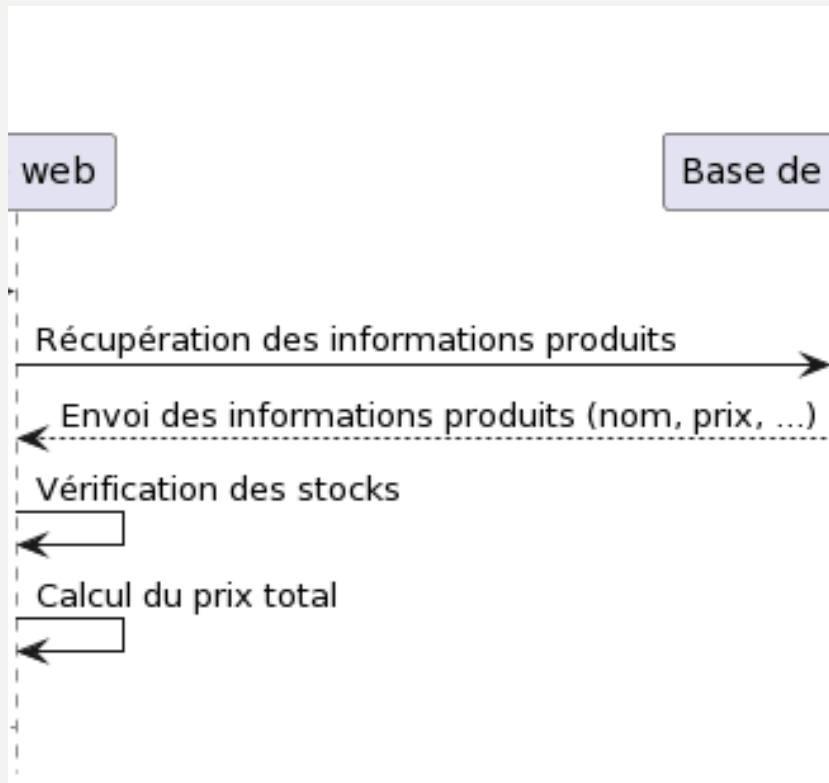 web
Base de
Récupération des informations produits
Envoi des informations produits (nom, prix, ...)
Vérification des stocks
Calcul du prix total